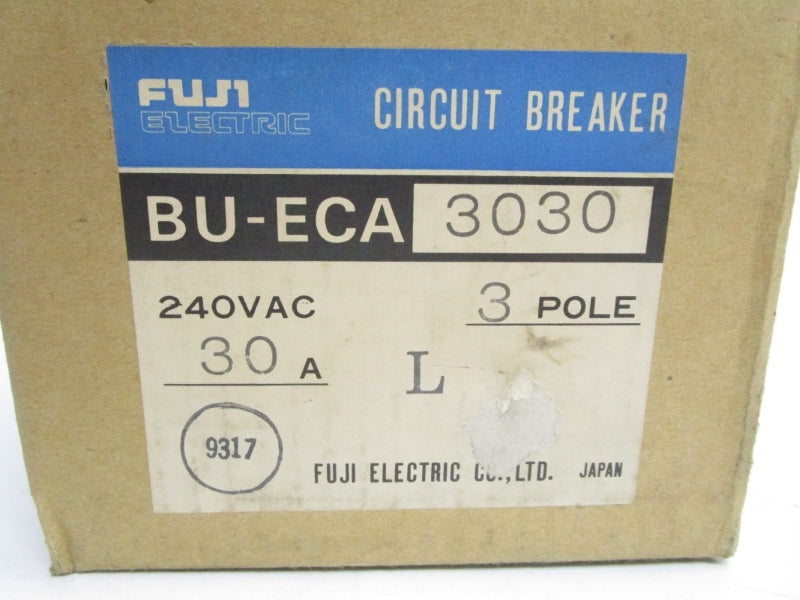 FUJI ELECTRIC CIRCUIT BREAKER
BU-ECA 3030
240VAC 3 POLE
30 A L
9317
FUJI ELECTRIC CO.,LTD. JAPAN